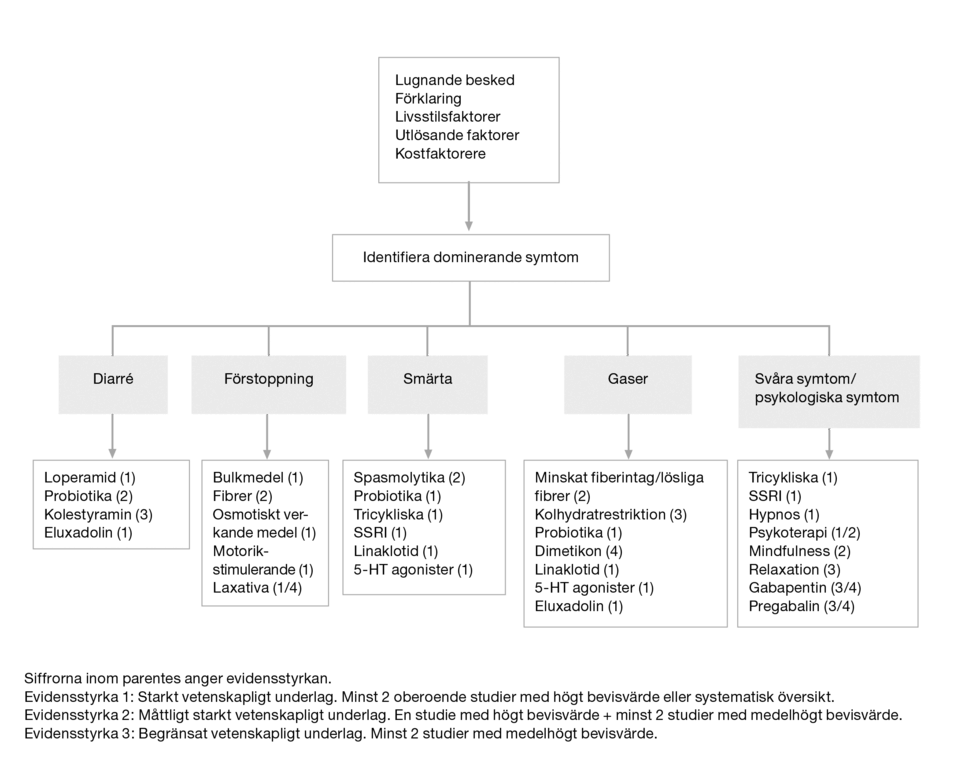 Lugnande besked
Förklaring
Livsstilsfaktorer
Utlösande faktorer
Kostfaktorere
Identifiera dominerande symtom
Diarré
Förstoppning
Smärta
Gaser
Svåra symtom/
psykologiska symtom
Loperamid (1)
Probiotika (2)
Kolestyramin (3)
Eluxadolin (1)
Bulkmedel (1)
Fibrer (2)
Osmotiskt ver-
kande medel (1)
Motorik-
stimulerande (1)
Laxativa (1/4)
Spasmolytika (2)
Probiotika (1)
Tricykliska (1)
SSRI (1)
Linaklotid (1)
5-HT agonister (1)
Minskat fiberintag/lösliga
fibrer (2)
Kolhydratrestriktion (3)
Probiotika (1)
Dimetikon (4)
Linaklotid (1)
5-HT agonister (1)
Eluxadolin (1)
Tricykliska (1)
SSRI (1)
Hypnos (1)
Psykoterapi (1/2)
Mindfulness (2)
Relaxation (3)
Gabapentin (3/4)
Pregabalin (3/4)
Siffrorna inom parentes anger evidensstyrkan.
Evidensstyrka 1: Starkt vetenskapligt underlag. Minst 2 oberoende studier med högt bevisvärde eller systematisk översikt.
Evidensstyrka 2: Måttligt starkt vetenskapligt underlag. En studie med högt bevisvärde + minst 2 studier med medelhögt bevisvärde.
Evidensstyrka 3: Begränsat vetenskapligt underlag. Minst 2 studier med medelhögt bevisvärde.